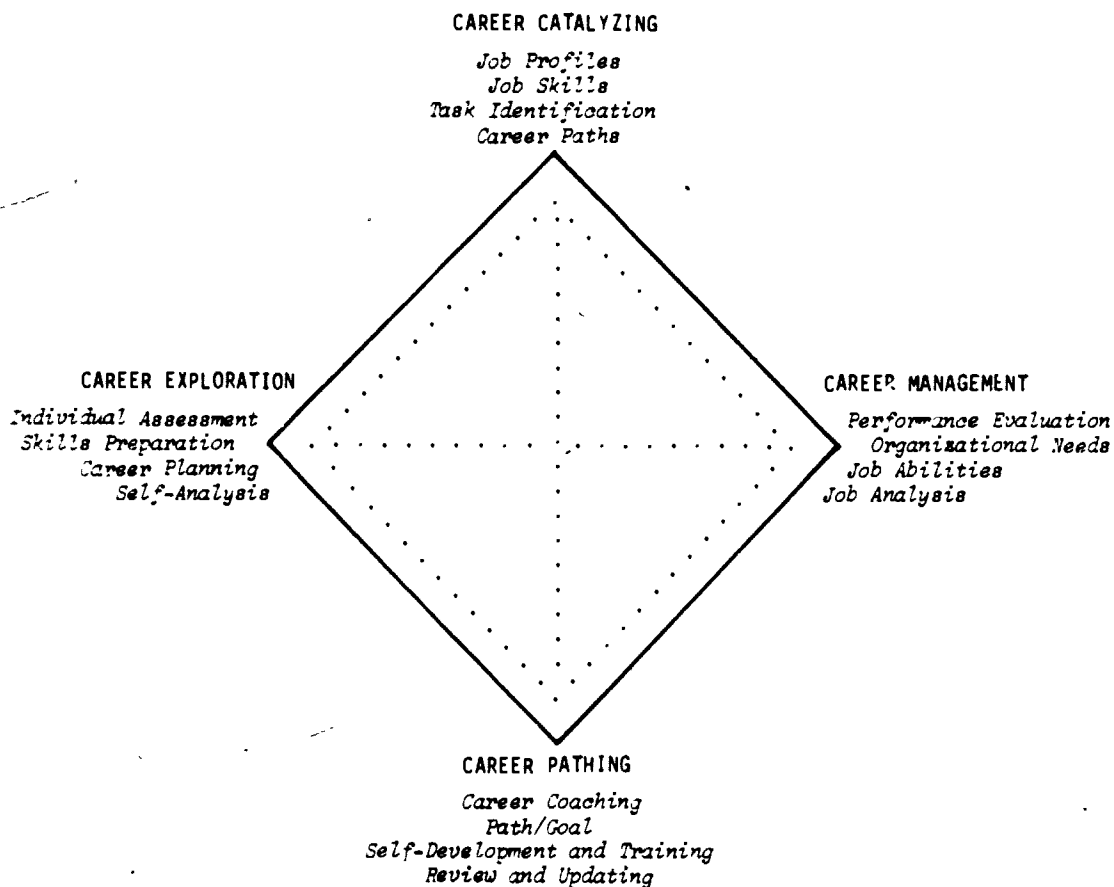 CAREER CATALYZING
Job Profiles
Job Skills
Task Identification
Career Paths
CAREER EXPLORATION
Individual Assessment
Skills Preparation
Career Planning
Self-Analysis
CAREER MANAGEMENT
Performance Evaluation
Organizational Needs
Job Abilities
Job Analysis
CAREER PATHING
Career Coaching
Path/Goal
Self-Development and Training
Review and Updating